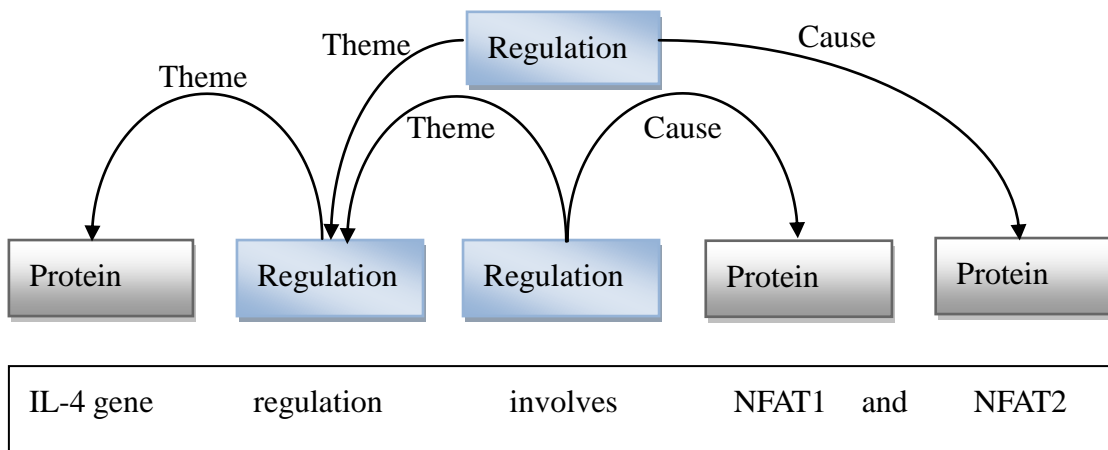 Theme Regulation Cause
Theme
Theme Cause
Protein Regulation Regulation Protein Protein
IL-4 gene regulation involves NFAT1 and NFAT2